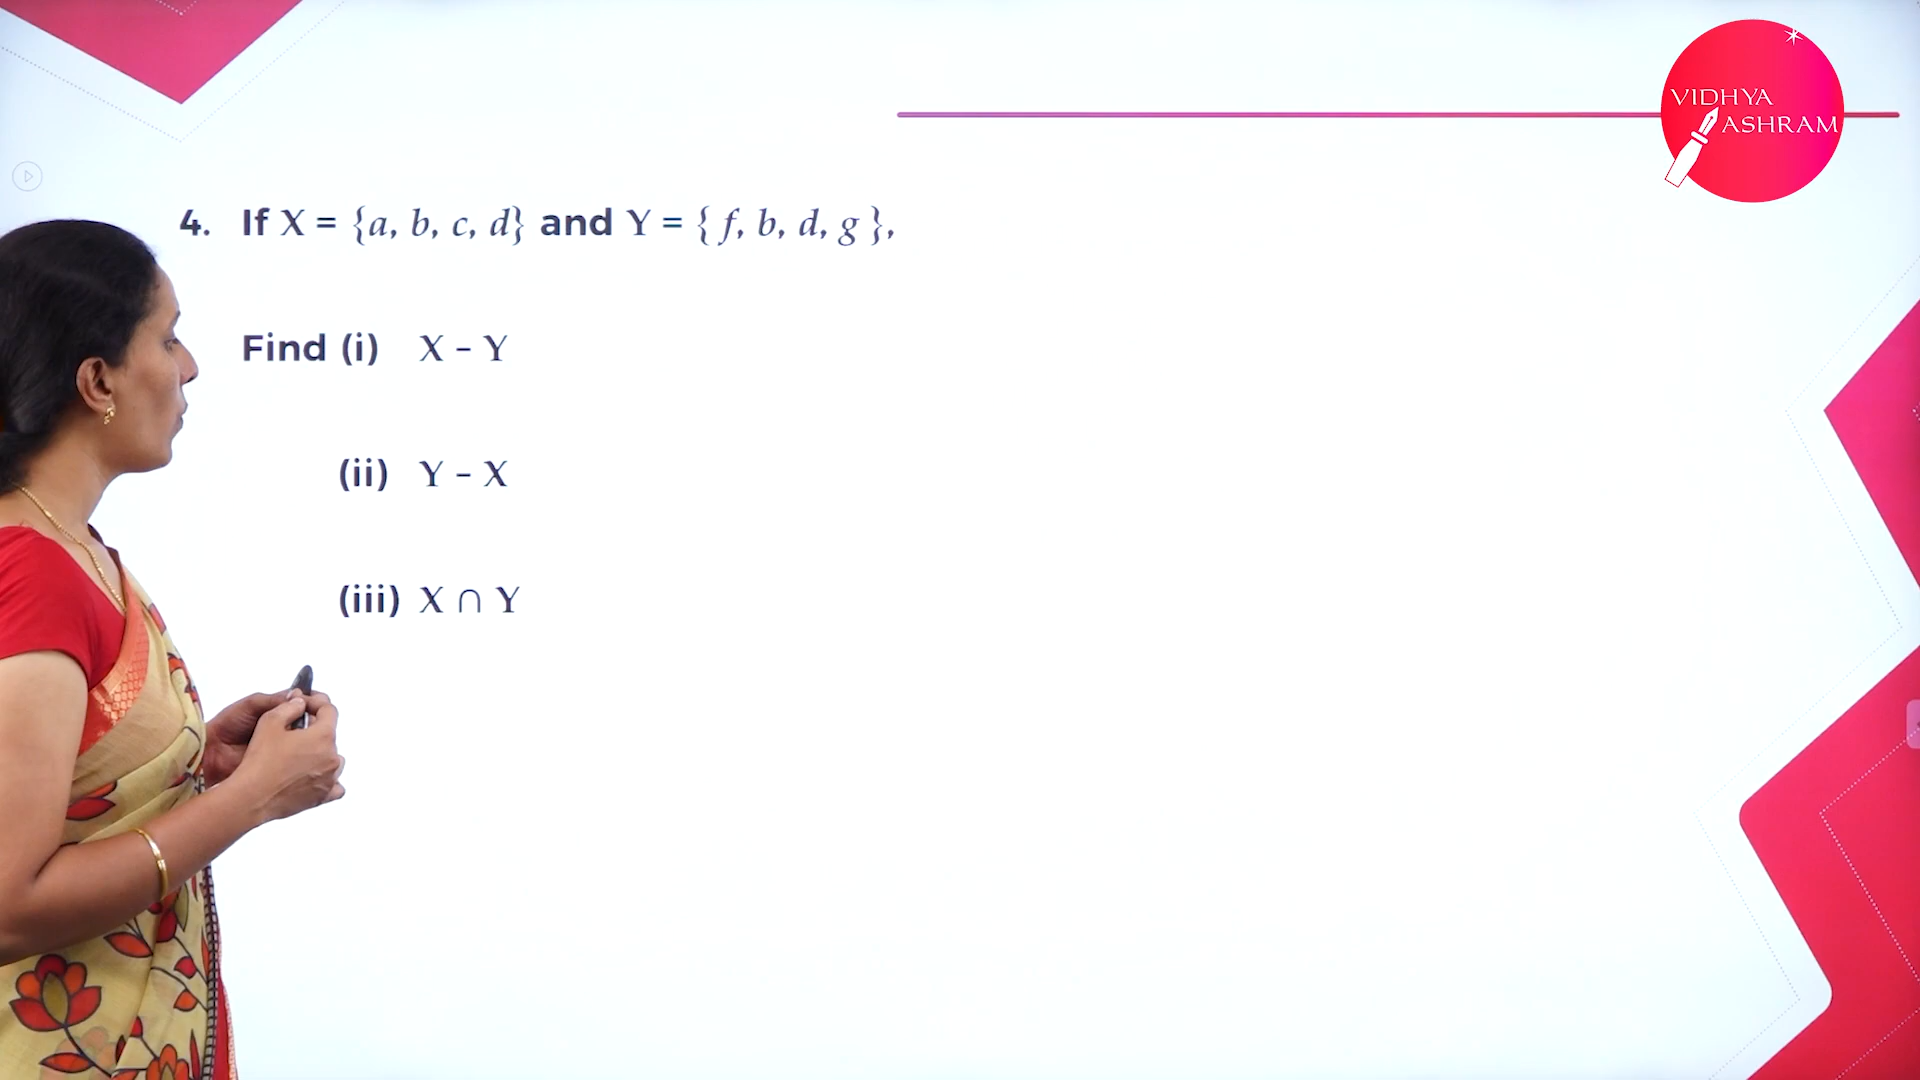 VIDHYA
ASHRAM
4. If X = {a, b, c, d} and Y = { f, b, d, g },
Find (i) X – Y
(ii) Y – X
(iii) X ∩ Y